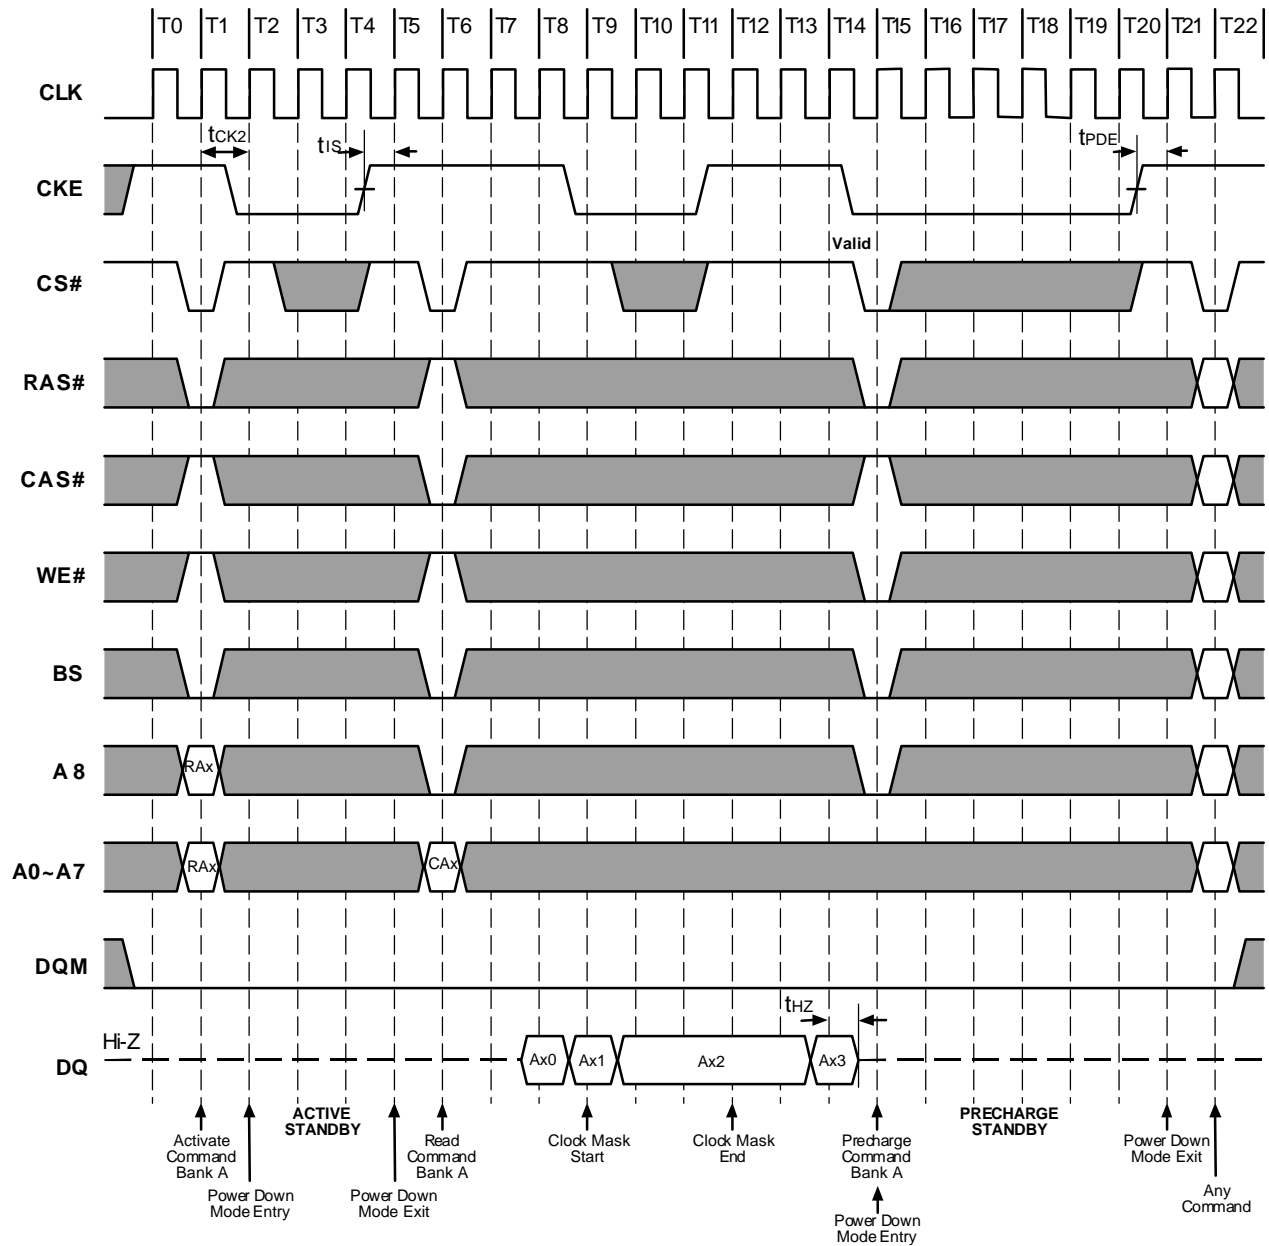 T0 T1 T2 T3 T4 T5 T6 T7 T8 T9 T10 T11 T12 T13 T14 T15 T16 T17 T18 T19 T20 T21 T22
CLK
tCK2
tIS
tPDE
CKE
Valid
CS#
RAS#
CAS#
WE#
BS
RAx
A8
RAx
CAx
A0~A7
DQM
tHZ
Hi-Z
DQ
Ax0
Ax1
Ax2
Ax3
Activate
Command
Bank A
Power Down
Mode Entry
ACTIVE
STANDBY
Power Down
Mode Exit
Read
Command
Bank A
Clock Mask
Start
Clock Mask
End
Precharge
Command
Bank A
Power Down
Mode Entry
PRECHARGE
STANDBY
Power Down
Mode Exit
Any
Command